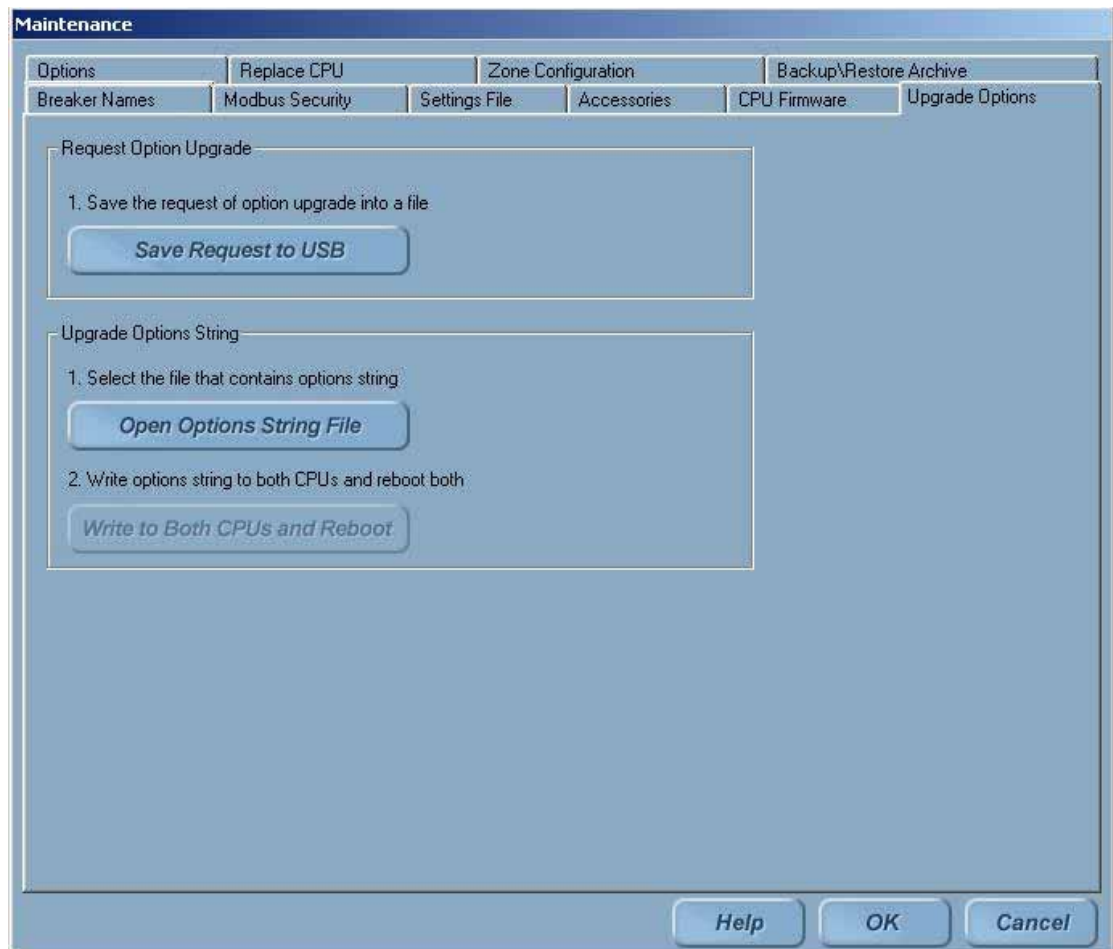 Maintenance
Options Replace CPU Zone Configuration Backup\Restore Archive
Breaker Names Modbus Security Settings File Accessories CPU Firmware Upgrade Options
Request Option Upgrade
1. Save the request of option upgrade into a file
Save Request to USB
Upgrade Options String
1. Select the file that contains options string
Open Options String File
2. Write options string to both CPUs and reboot both
Write to Both CPUs and Reboot
Help OK Cancel